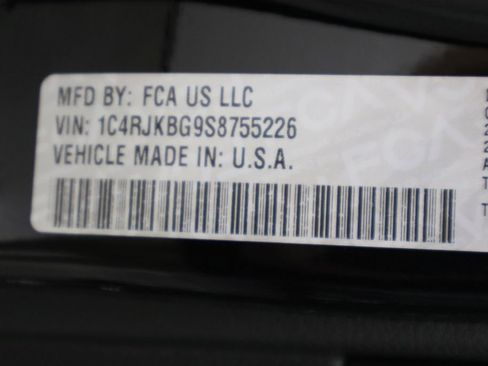 MFD BY: FCA US LLC
VIN: 1C4RJKBG9S8755226
VEHICLE MADE IN: U.S.A.